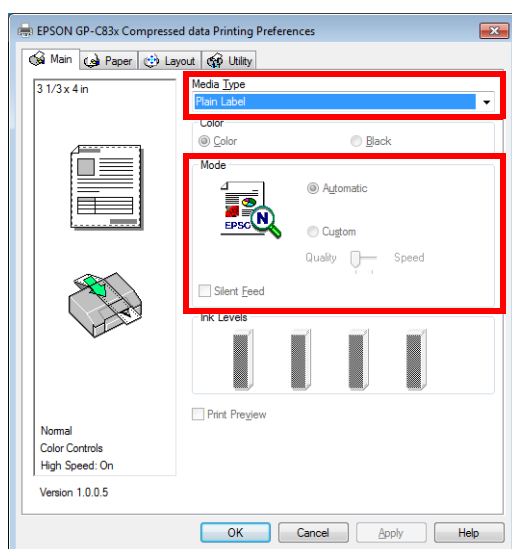 EPSON GP-C83x Compressed data Printing Preferences
Main Paper Layout Utility
3 1/3 x 4 in
Media Type
Plain Label
Color
Color Black
Mode
EPSON
N
Automatic
Custom
Quality Speed
Silent Feed
Ink Levels
Print Preview
Normal
Color Controls
High Speed: On
Version 1.0.0.5
OK Cancel Apply Help